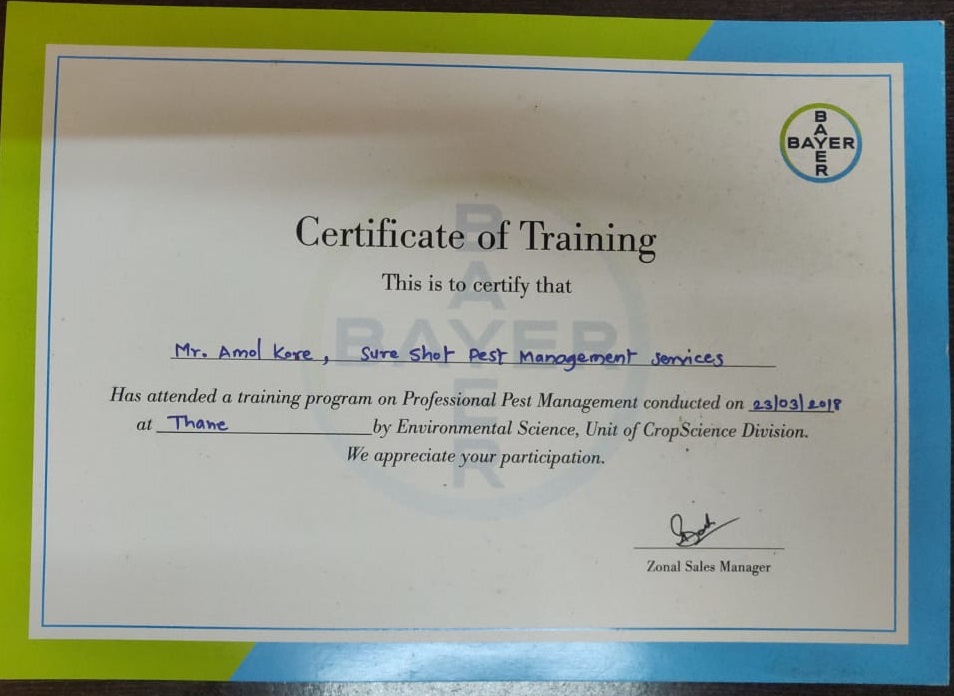 BAYER
BAYER
Certificate of Training
This is to certify that
Mr. Amol Kore, Sure Shot Pest Management Services
Has attended a training program on Professional Pest Management conducted on 23/03/2018
at Thane by Environmental Science, Unit of CropScience Division.
We appreciate your participation.
Zonal Sales Manager